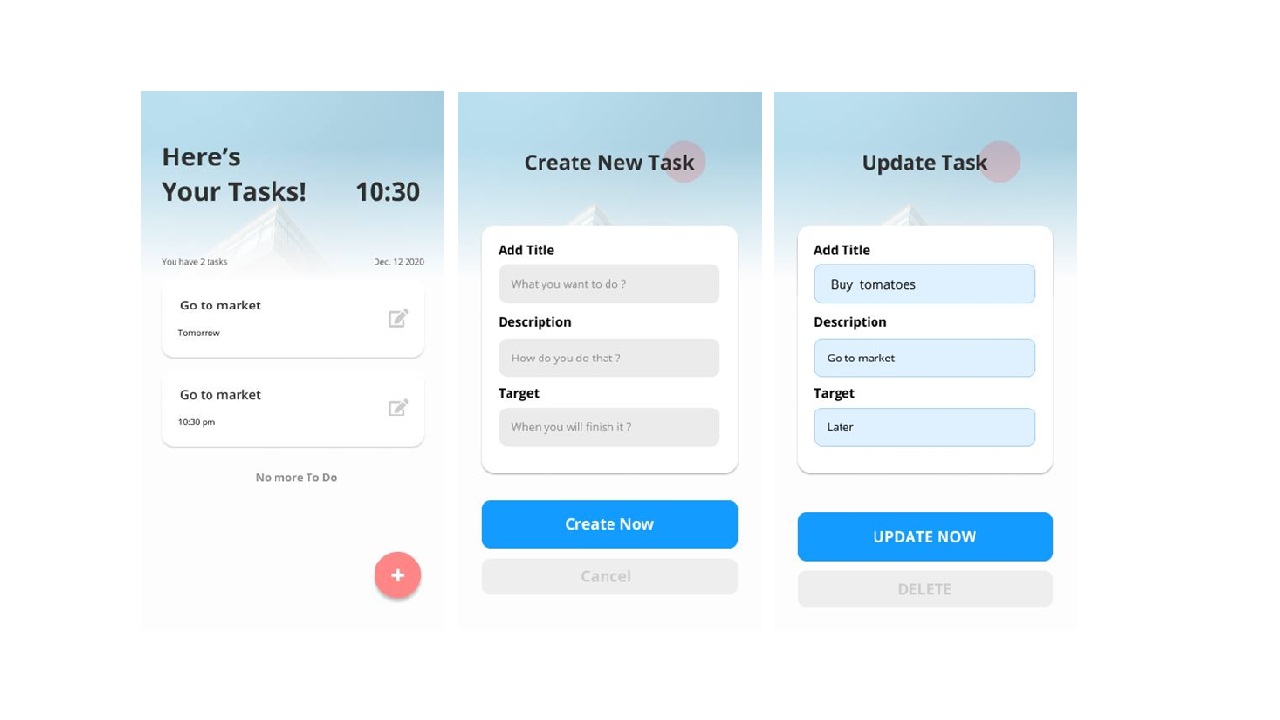 Here's
Your Tasks! 10:30
You have 2 tasks Dec. 12 2020
Go to market
Tomorrow
Go to market
10:30 pm
No more To Do
+
Create New Task
Add Title
What you want to do ?
Description
How do you do that ?
Target
When you will finish it ?
Create Now
Cancel
Update Task
Add Title
Buy tomatoes
Description
Go to market
Target
Later
UPDATE NOW
DELETE